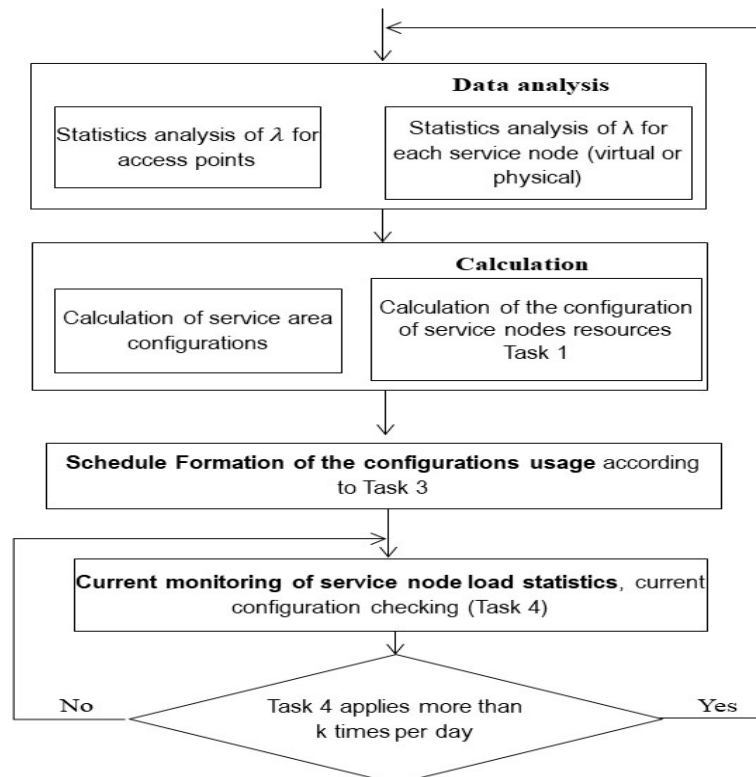 Data analysis
Statistics analysis of λ for
access points
Statistics analysis of λ for
each service node (virtual or
physical)
Calculation
Calculation of service area
configurations
Calculation of the configuration
of service nodes resources
Task 1
Schedule Formation of the configurations usage according
to Task 3
Current monitoring of service node load statistics, current
configuration checking (Task 4)
No
Task 4 applies more than
k times per day
Yes